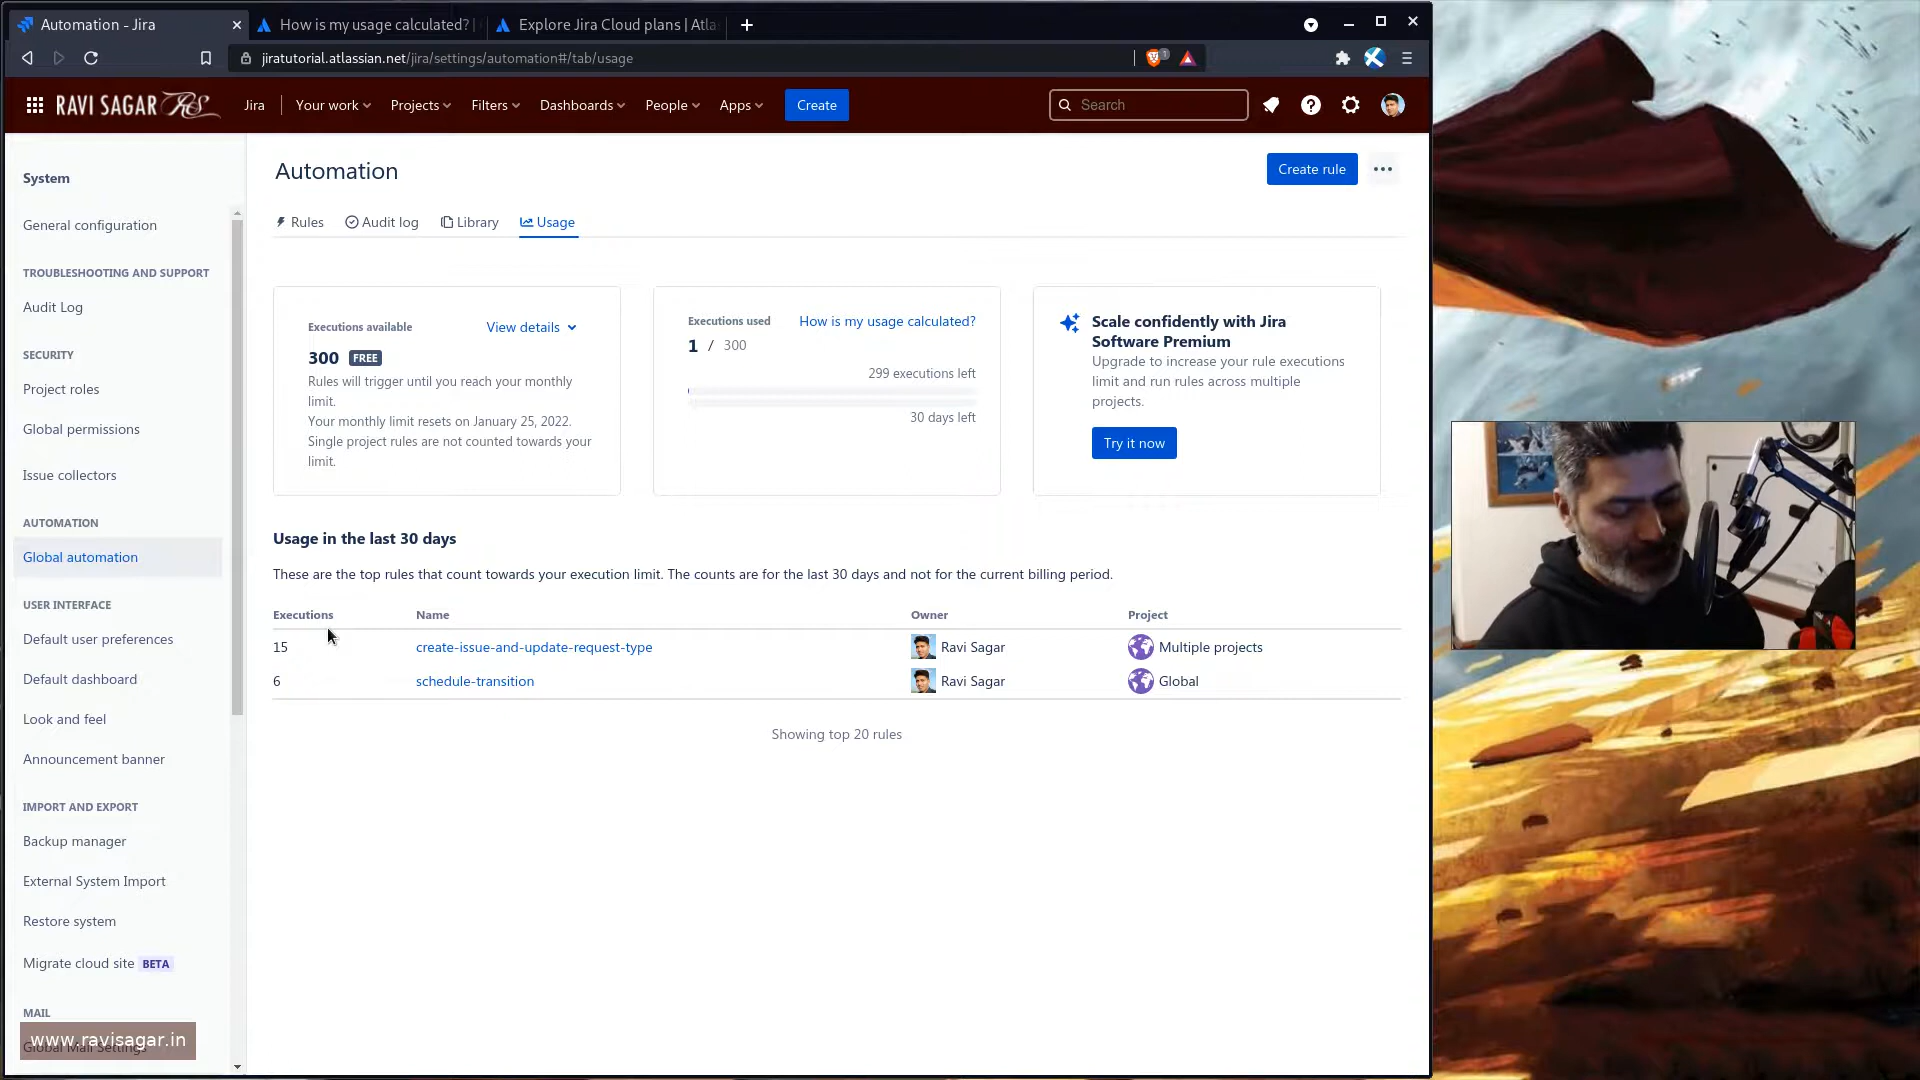 Automation - Jira
How is my usage calculated? |
Explore Jira Cloud plans | Atla
jiratutorial.atlassian.net/jira/settings/automation#/tab/usage
1
RAVI SAGAR RS
Jira
Your work
Projects
Filters
Dashboards
People
Apps
Create
Search
System
General configuration
TROUBLESHOOTING AND SUPPORT
Audit Log
SECURITY
Project roles
Global permissions
Issue collectors
AUTOMATION
Global automation
USER INTERFACE
Default user preferences
Default dashboard
Look and feel
Announcement banner
IMPORT AND EXPORT
Backup manager
External System Import
Restore system
Migrate cloud site BETA
MAIL
Global Mail Settings
www.ravisagar.in
Automation
Create rule
Rules
Audit log
Library
Usage
Executions available
View details
300 FREE
Rules will trigger until you reach your monthly
limit.
Your monthly limit resets on January 25, 2022.
Single project rules are not counted towards your
limit.
Executions used
How is my usage calculated?
1 / 300
299 executions left
30 days left
Scale confidently with Jira
Software Premium
Upgrade to increase your rule executions
limit and run rules across multiple
projects.
Try it now
Usage in the last 30 days
These are the top rules that count towards your execution limit. The counts are for the last 30 days and not for the current billing period.
Executions Name Owner Project
15 create-issue-and-update-request-type Ravi Sagar Multiple projects
6 schedule-transition Ravi Sagar Global
Showing top 20 rules